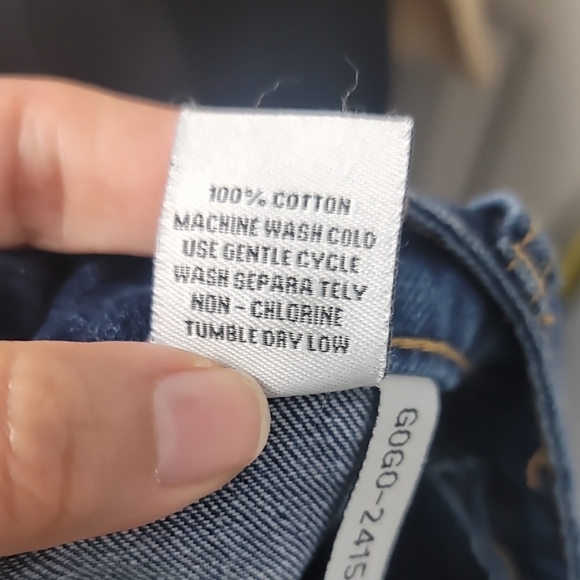 100% COTTON
MACHINE WASH COLD
USE GENTLE CYCLE
WASH SEPARA TELY
NON - CHLORINE
TUMBLE DRY LOW
GOGO-2415